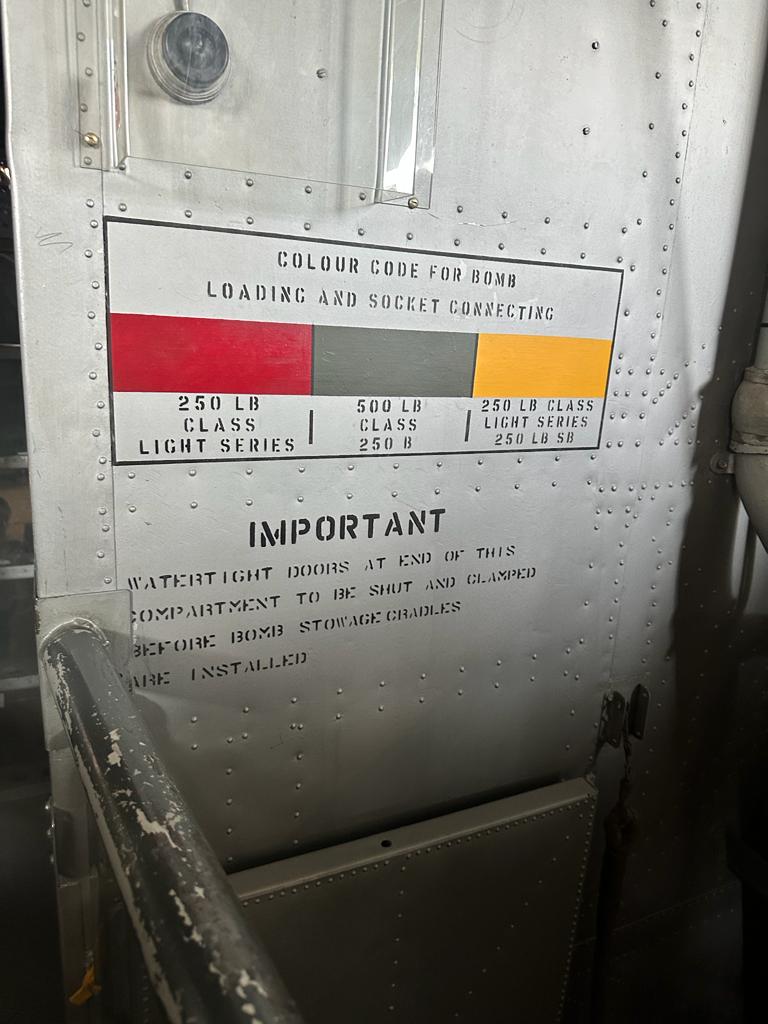 COLOUR CODE FOR BOMB
LOADING AND SOCKET CONNECTING
250 LB
CLASS
LIGHT SERIES
500 LB
CLASS
250 B
250 LB CLASS
LIGHT SERIES
250 LB SB
IMPORTANT
WATERTIGHT DOORS AT END OF THIS
COMPARTMENT TO BE SHUT AND CLAMPED
BEFORE BOMB STOWAGE CRADLES
ARE INSTALLED